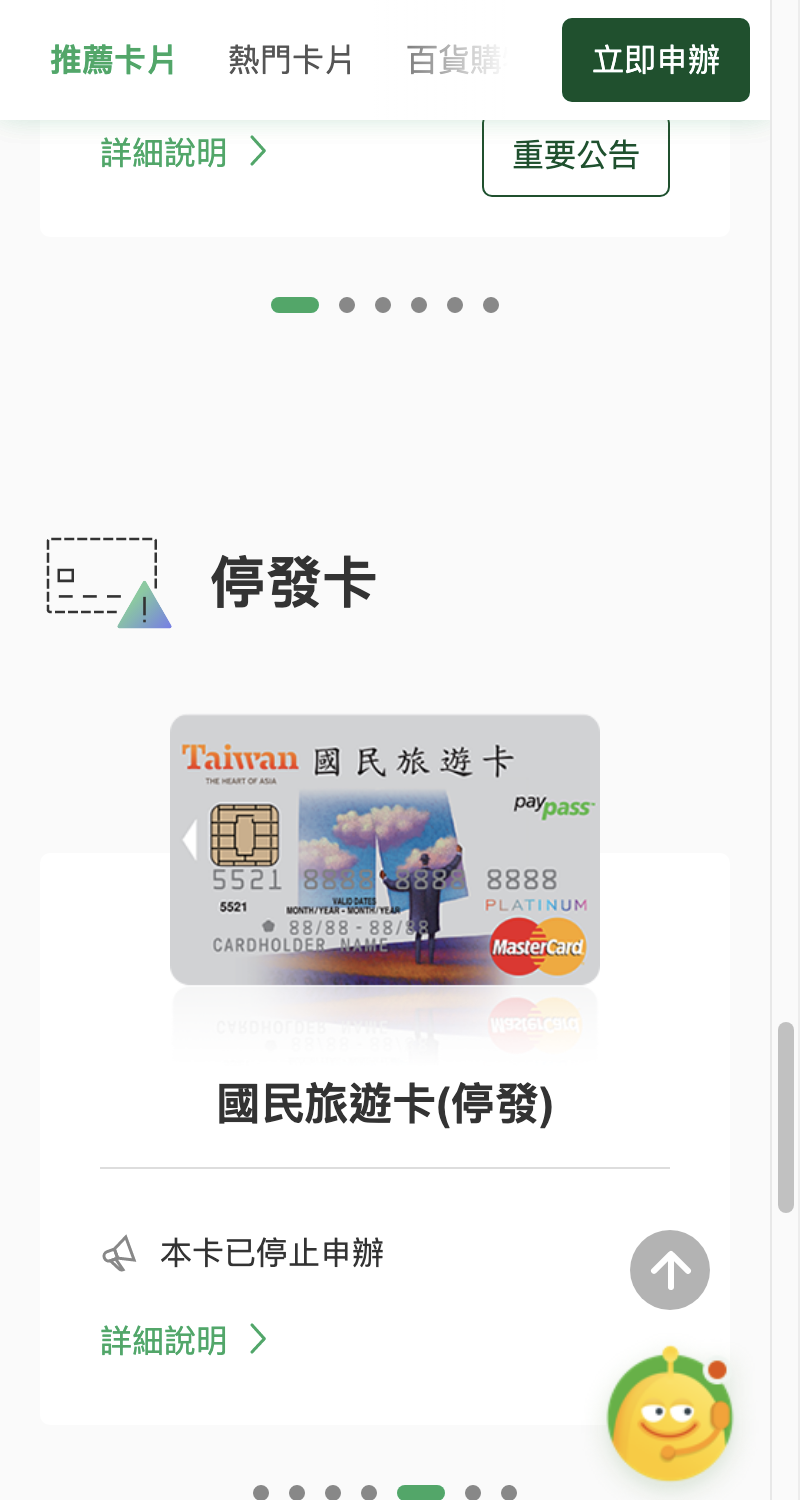 推薦卡片
熱門卡片
百貨購
立即申辦
詳細說明
重要公告
停發卡
Taiwan 國民旅遊卡
THE HEART OF ASIA
paypass
5521 8888 8888 8888
5521
VALID DATES
MONTH/YEAR - MONTH/YEAR
PLATINUM
88/88 - 88/88
CARDHOLDER NAME
MasterCard
國民旅遊卡(停發)
本卡已停止申辦
詳細說明